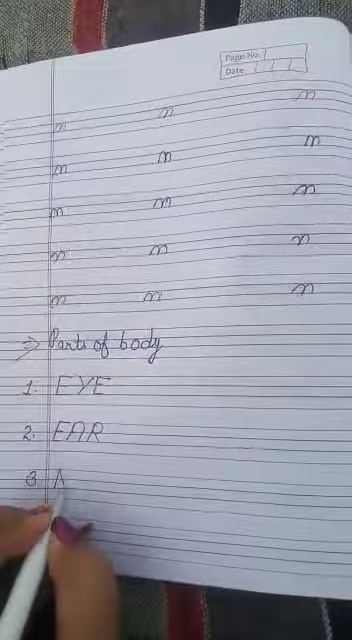 Page No.
Date
m m m
m m m
m m m
m m m
m m m
⇒ Parts of body
1. EYE
2. EAR
3.